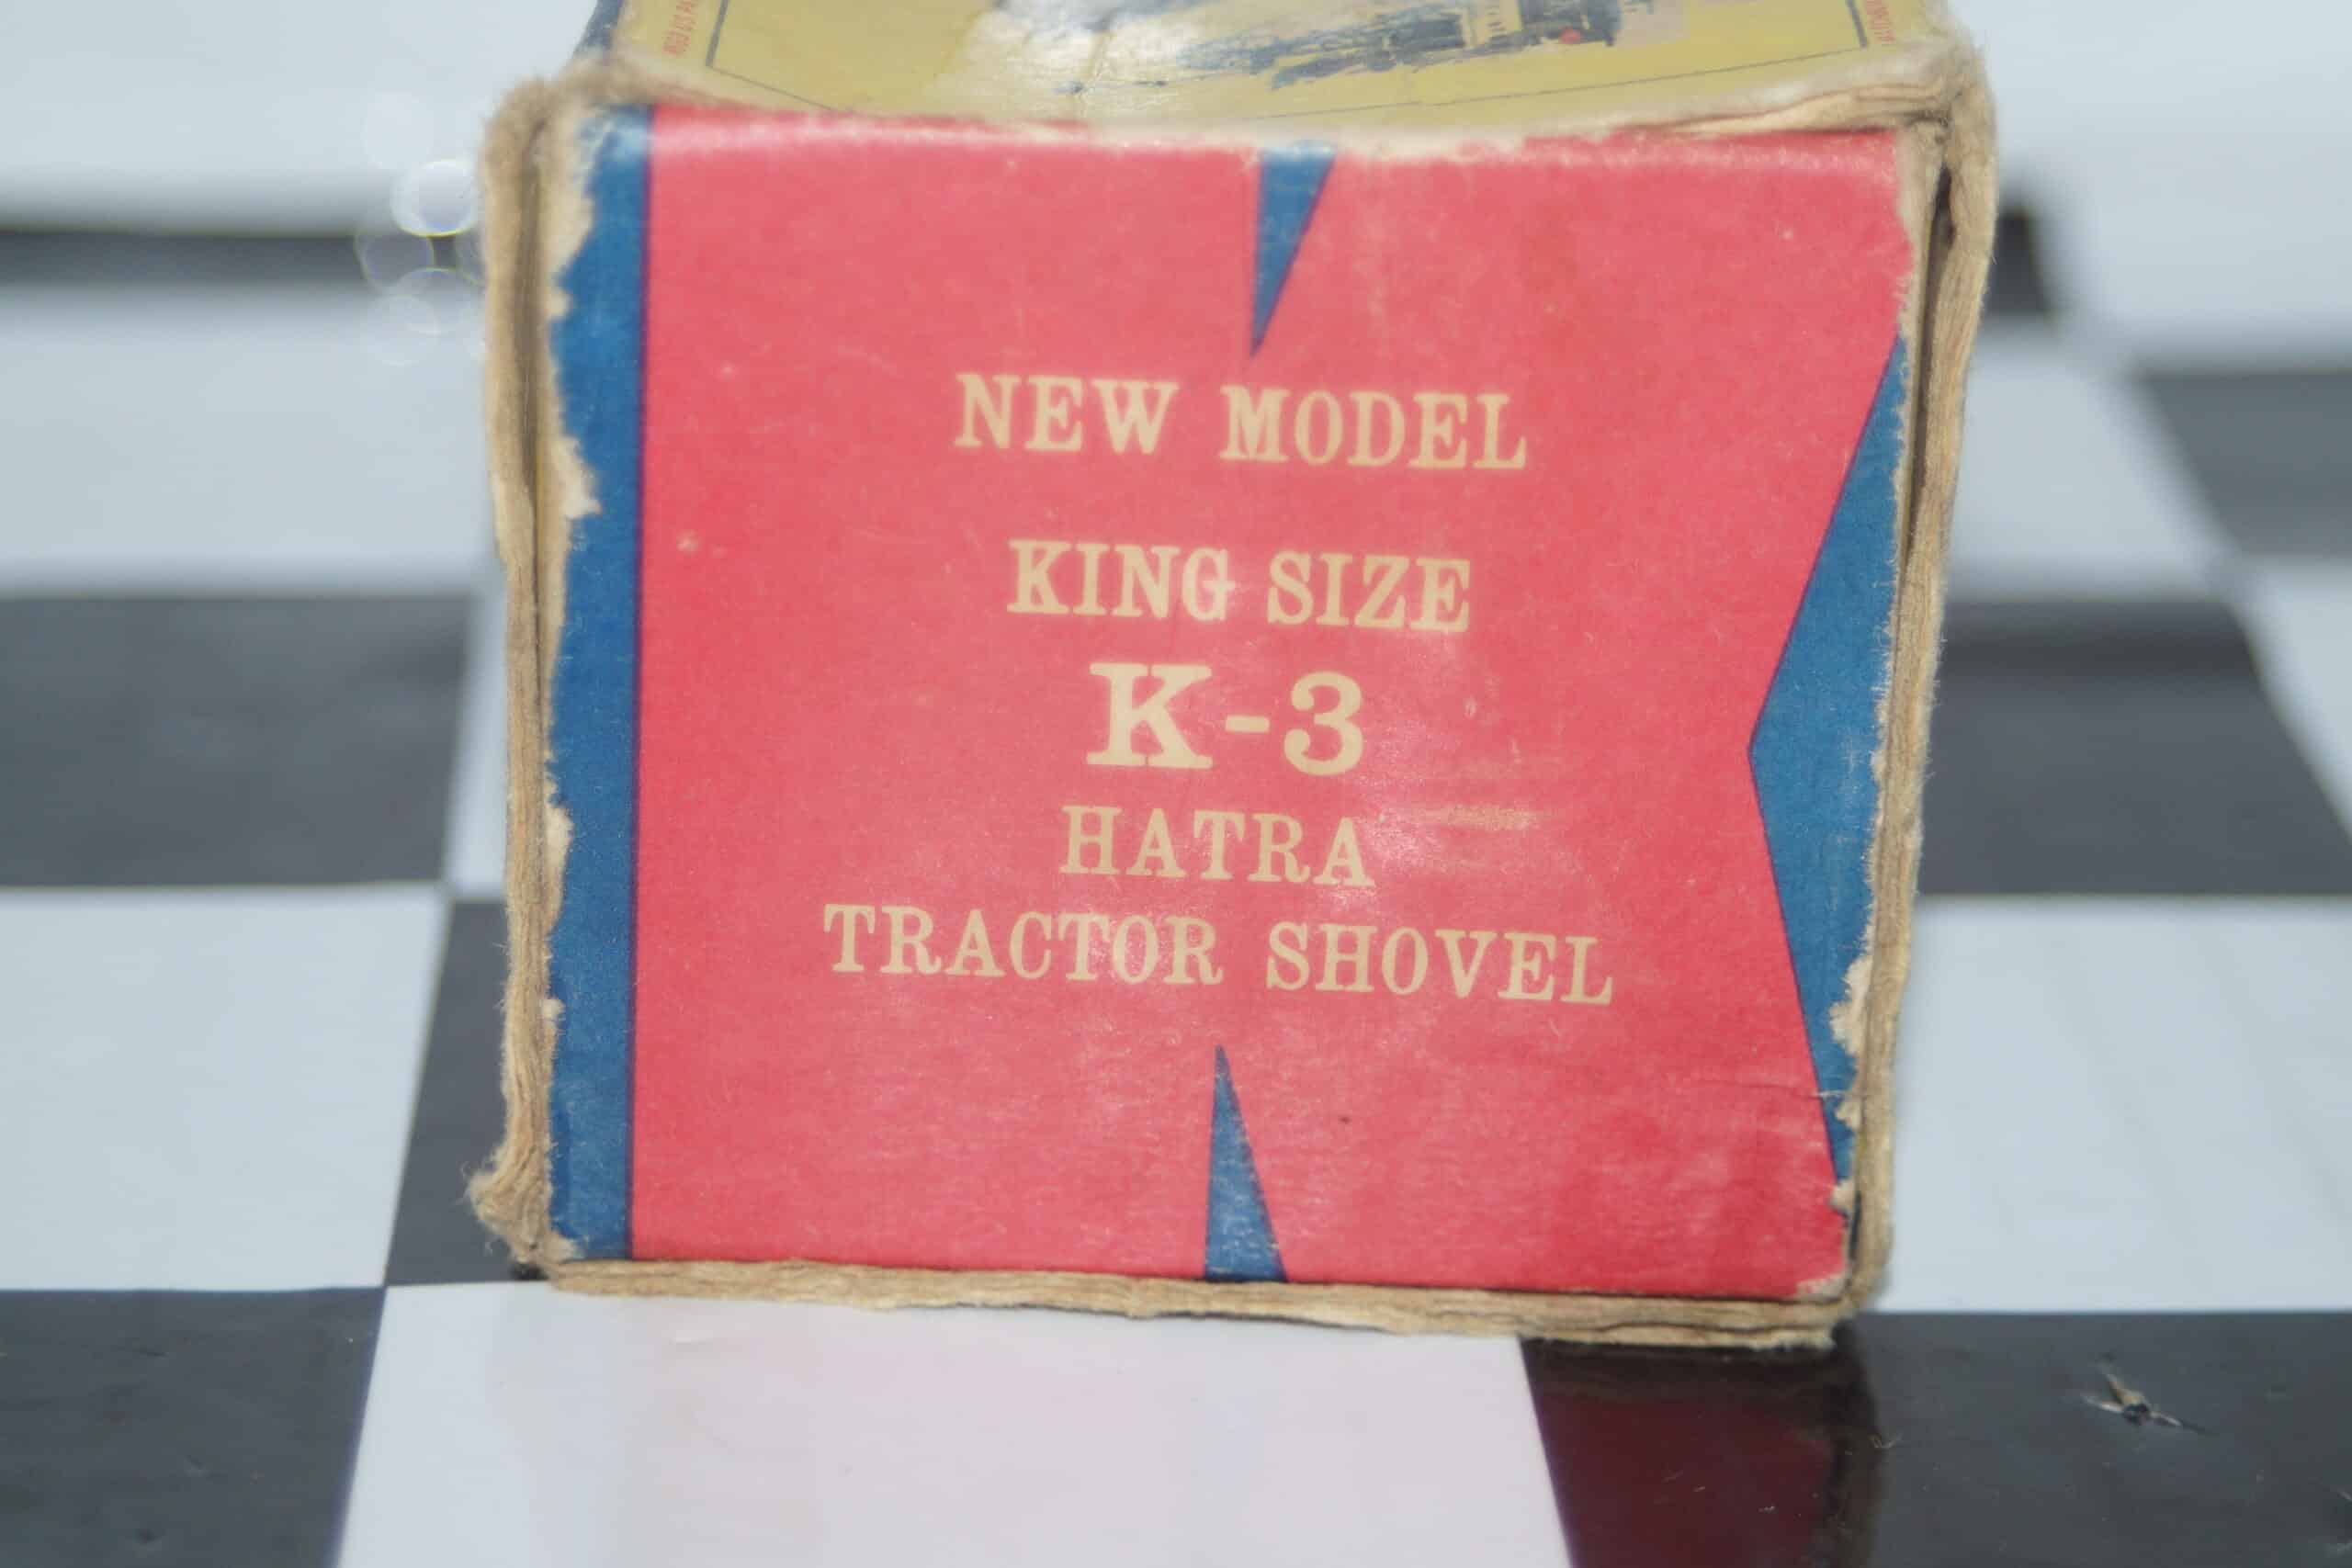 NEW MODEL
KING SIZE
K-3
HATRA
TRACTOR SHOVEL